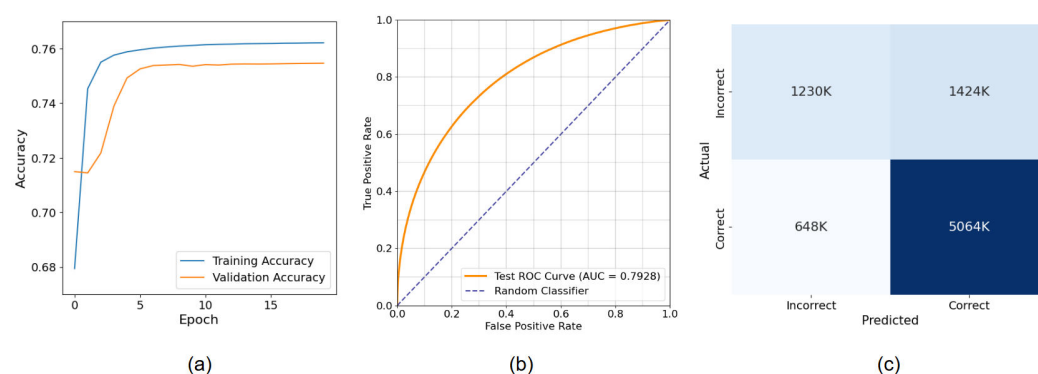 0.76
0.74
0.72
0.70
0.68
Accuracy
0
5
10
15
Epoch
Training Accuracy
Validation Accuracy
(a)
1.0
0.8
0.6
0.4
0.2
0.0
True Positive Rate
0.0
0.2
0.4
0.6
0.8
1.0
False Positive Rate
Test ROC Curve (AUC = 0.7928)
Random Classifier
(b)
Actual
Incorrect
Correct
1230K
1424K
648K
5064K
Incorrect
Correct
Predicted
(c)